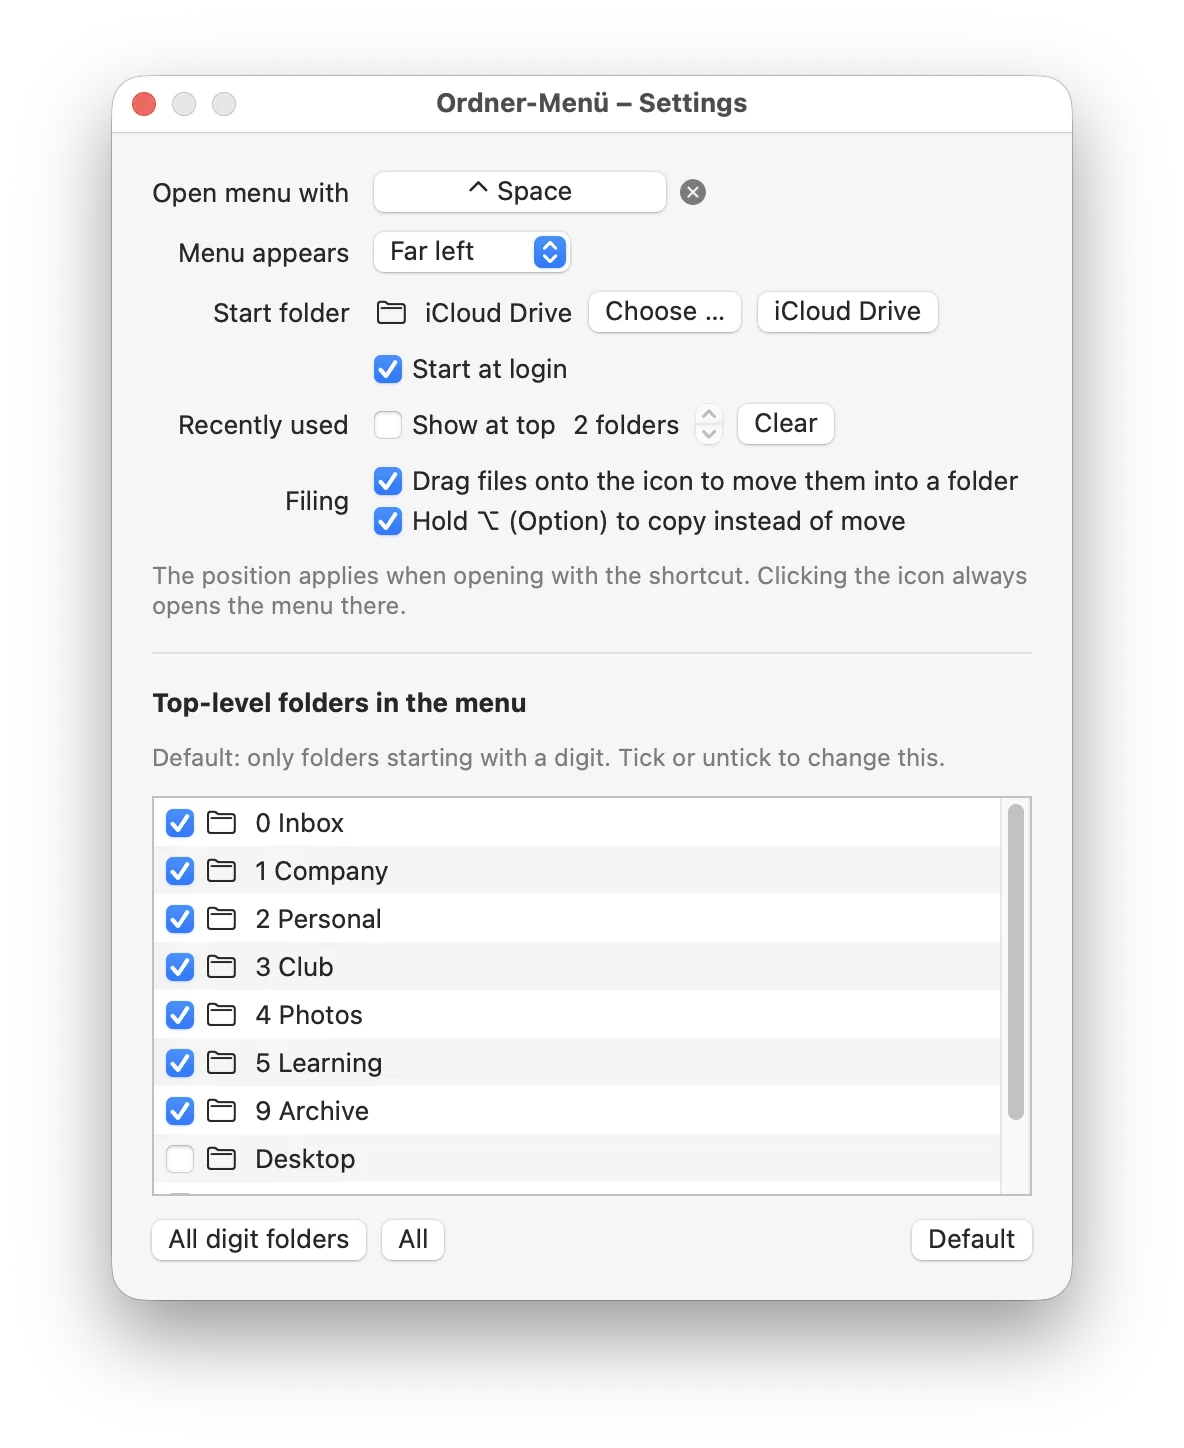 Ordner-Menü – Settings
Open menu with ^ Space
Menu appears Far left
Start folder iCloud Drive Choose ... iCloud Drive
Start at login
Recently used Show at top 2 folders Clear
Filing
Drag files onto the icon to move them into a folder
Hold ⌥ (Option) to copy instead of move
The position applies when opening with the shortcut. Clicking the icon always
opens the menu there.
Top-level folders in the menu
Default: only folders starting with a digit. Tick or untick to change this.
0 Inbox
1 Company
2 Personal
3 Club
4 Photos
5 Learning
9 Archive
Desktop
All digit folders All Default